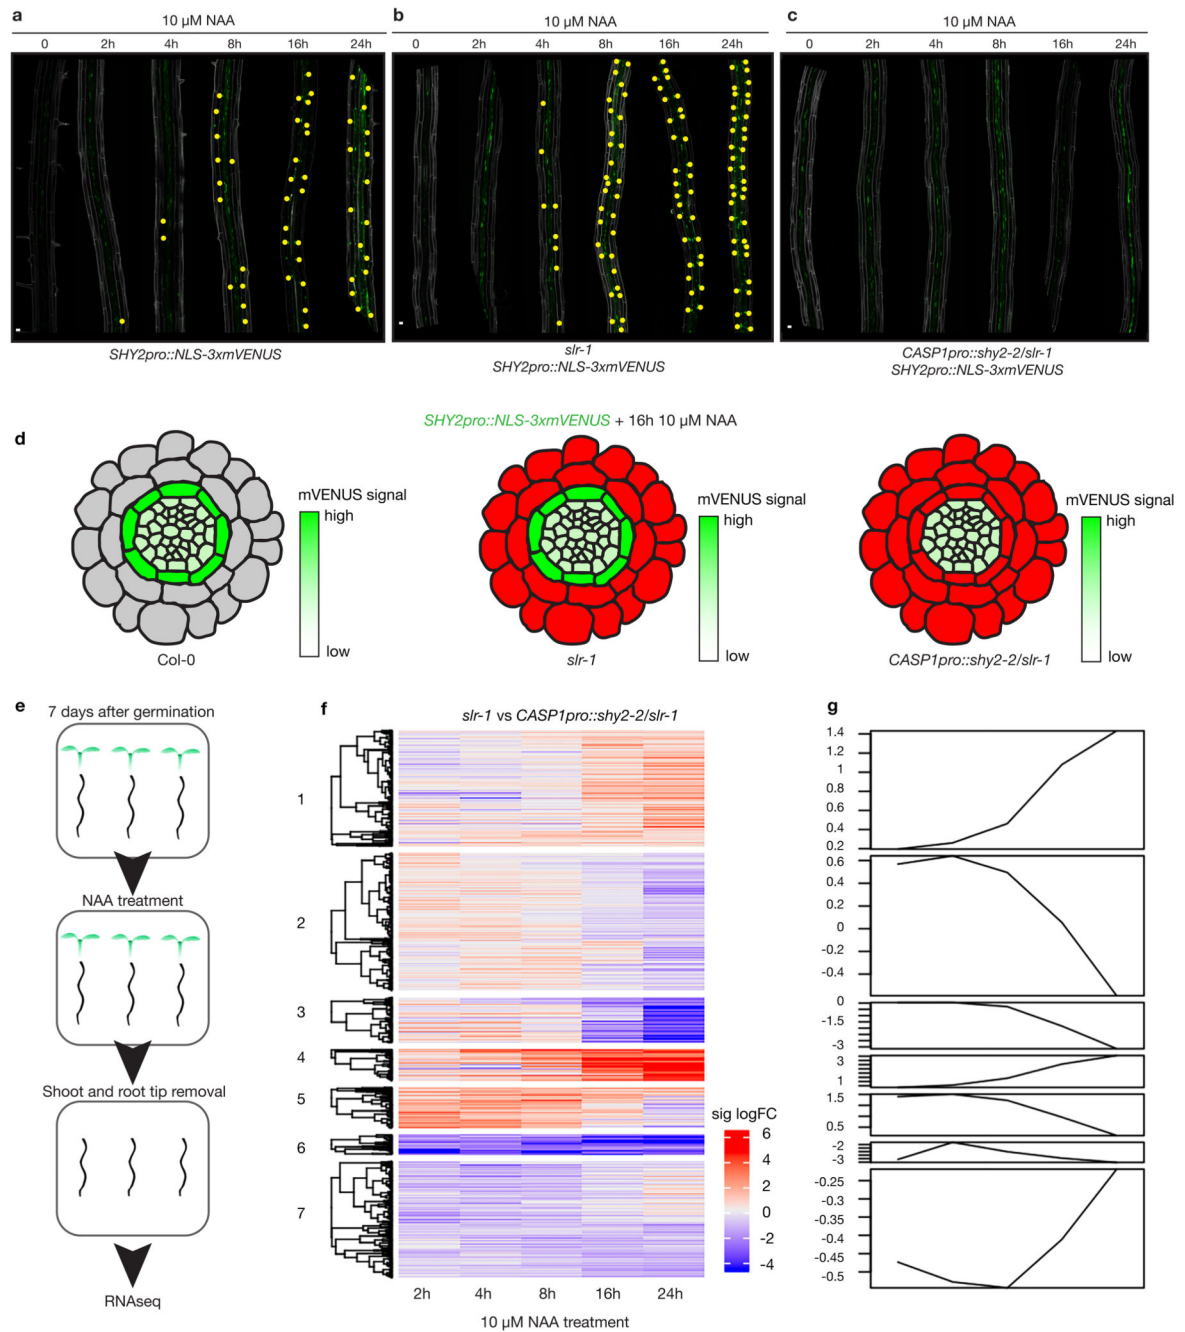 a
10 µM NAA
0 2h 4h 8h 16h 24h
SHY2pro::NLS-3xmVENUS
b
10 µM NAA
0 2h 4h 8h 16h 24h
slr-1
SHY2pro::NLS-3xmVENUS
c
10 µM NAA
0 2h 4h 8h 16h 24h
CASP1pro::shy2-2/slr-1
SHY2pro::NLS-3xmVENUS
d
SHY2pro::NLS-3xmVENUS + 16h 10 µM NAA
mVENUS signal
high
low
Col-0
mVENUS signal
high
low
slr-1
mVENUS signal
high
low
CASP1pro::shy2-2/slr-1
e
7 days after germination
NAA treatment
Shoot and root tip removal
RNAseq
f
slr-1 vs CASP1pro::shy2-2/slr-1
1
2
3
4
5
6
7
sig logFC
6
4
2
0
-2
-4
2h 4h 8h 16h 24h
10 µM NAA treatment
g
1.4
1.2
1
0.8
0.6
0.4
0.2
0.6
0.4
0.2
0
-0.4
0
-1.5
-3
3
1
1.5
0.5
-2
-3
-0.25
-0.3
-0.35
-0.4
-0.45
-0.5